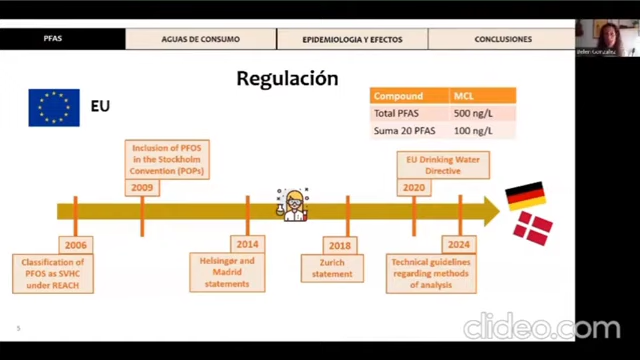 PFAS
AGUAS DE CONSUMO
EPIDEMIOLOGIA Y EFECTOS
CONCLUSIONES
Regulación
EU
Compound MCL
Total PFAS 500 ng/L
Suma 20 PFAS 100 ng/L
Inclusion of PFOS
in the Stockholm
Convention (POPs)
2009
EU Drinking Water
Directive
2020
2006
Classification of
PFOS as SVHC
under REACH
2014
Helsingør and
Madrid
statements
2018
Zurich
statement
2024
Technical guidelines
regarding methods
of analysis
5
Belen Gonzalez
clideo.com